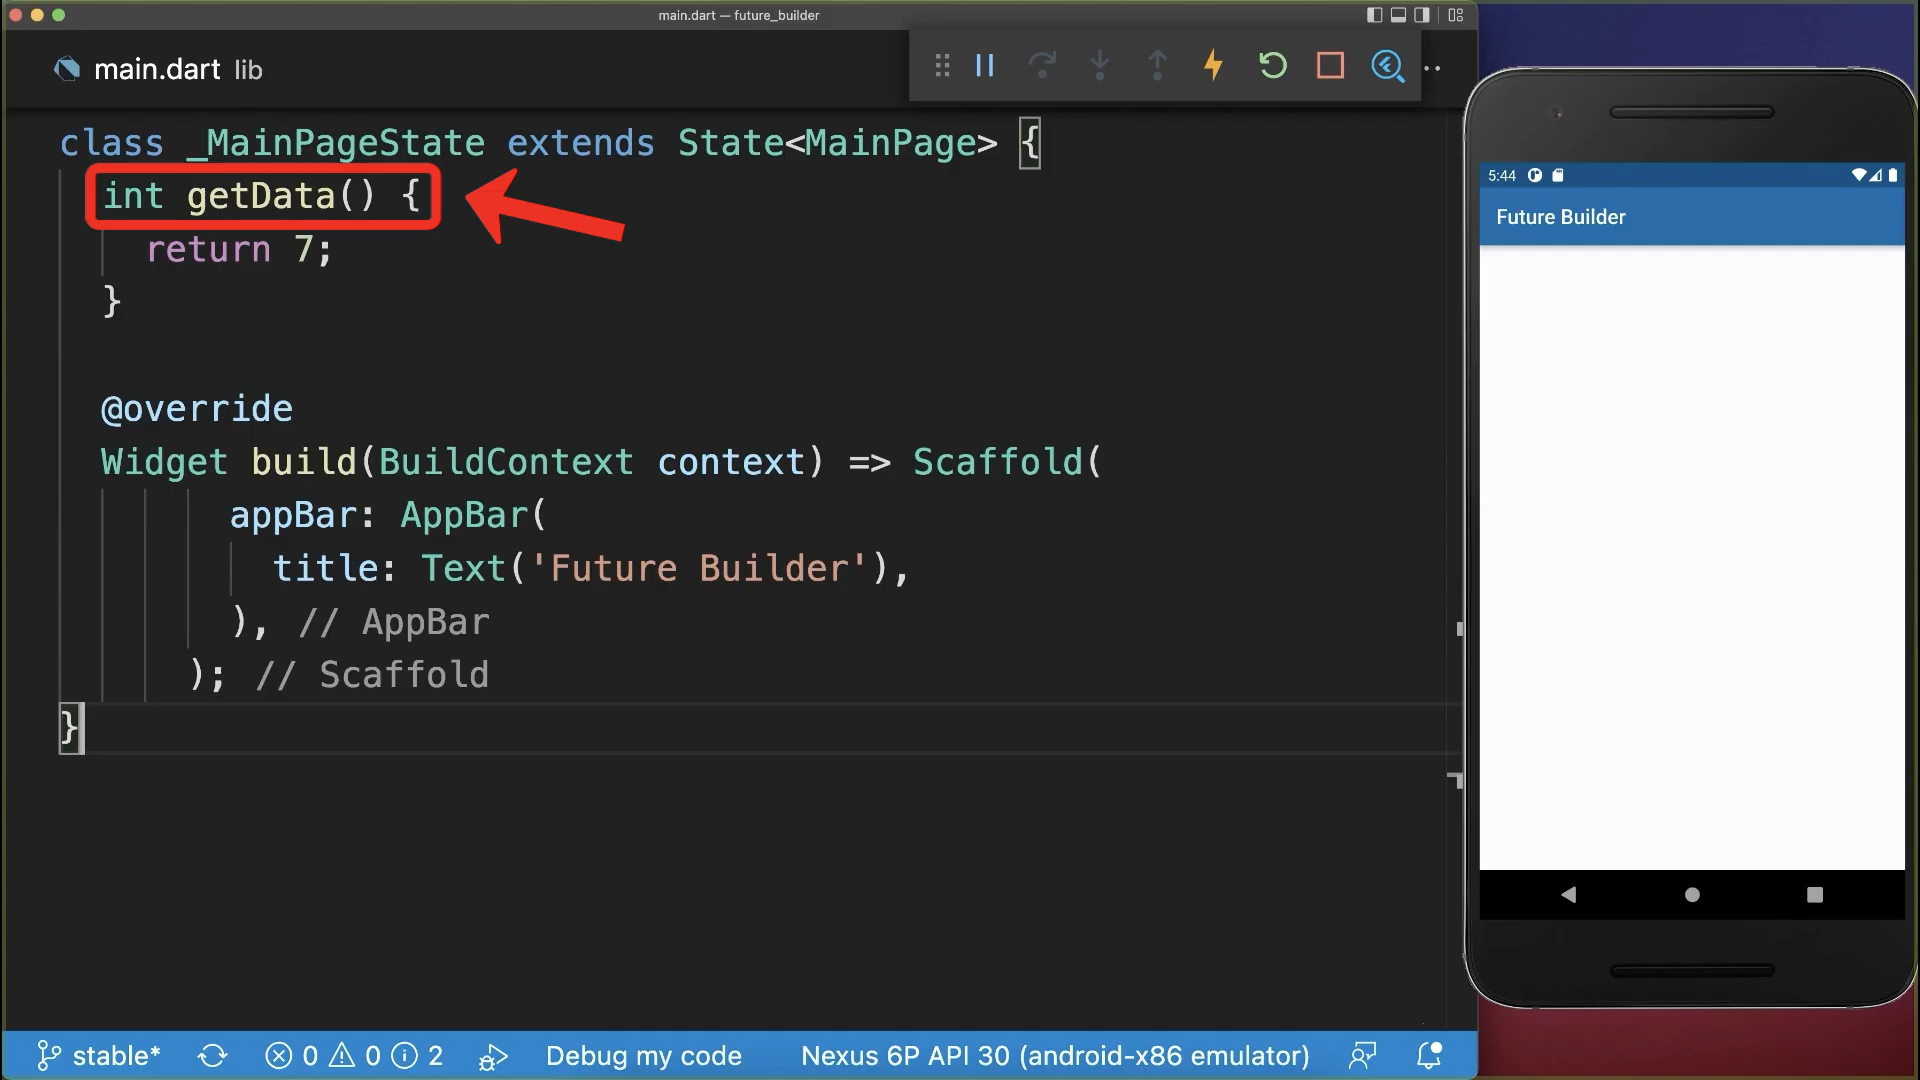 main.dart — future_builder
main.dart lib
class _MainPageState extends State<MainPage> {
int getData() {
return 7;
}
@override
Widget build(BuildContext context) => Scaffold(
appBar: AppBar(
title: Text('Future Builder'),
), // AppBar
); // Scaffold
}
5:44
Future Builder
stable* 0 0 2 Debug my code Nexus 6P API 30 (android-x86 emulator)